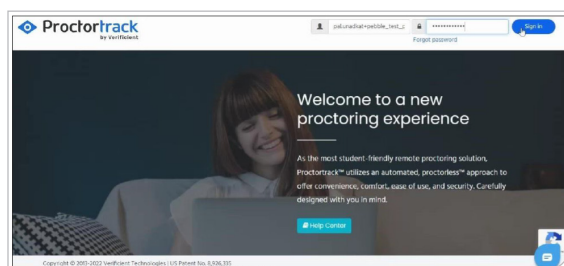 Proctortrack
by Verificient
Sign in
Forgot password
Welcome to a new
proctoring experience
As the most student-friendly remote proctoring solution,
Proctortrack™ utilizes an automated, proctorless™ approach to
offer convenience, comfort, ease of use, and security. Carefully
designed with you in mind.
Help Center
Copyright © 2013-2022 Verificient Technologies | US Patent No. 8,926,335